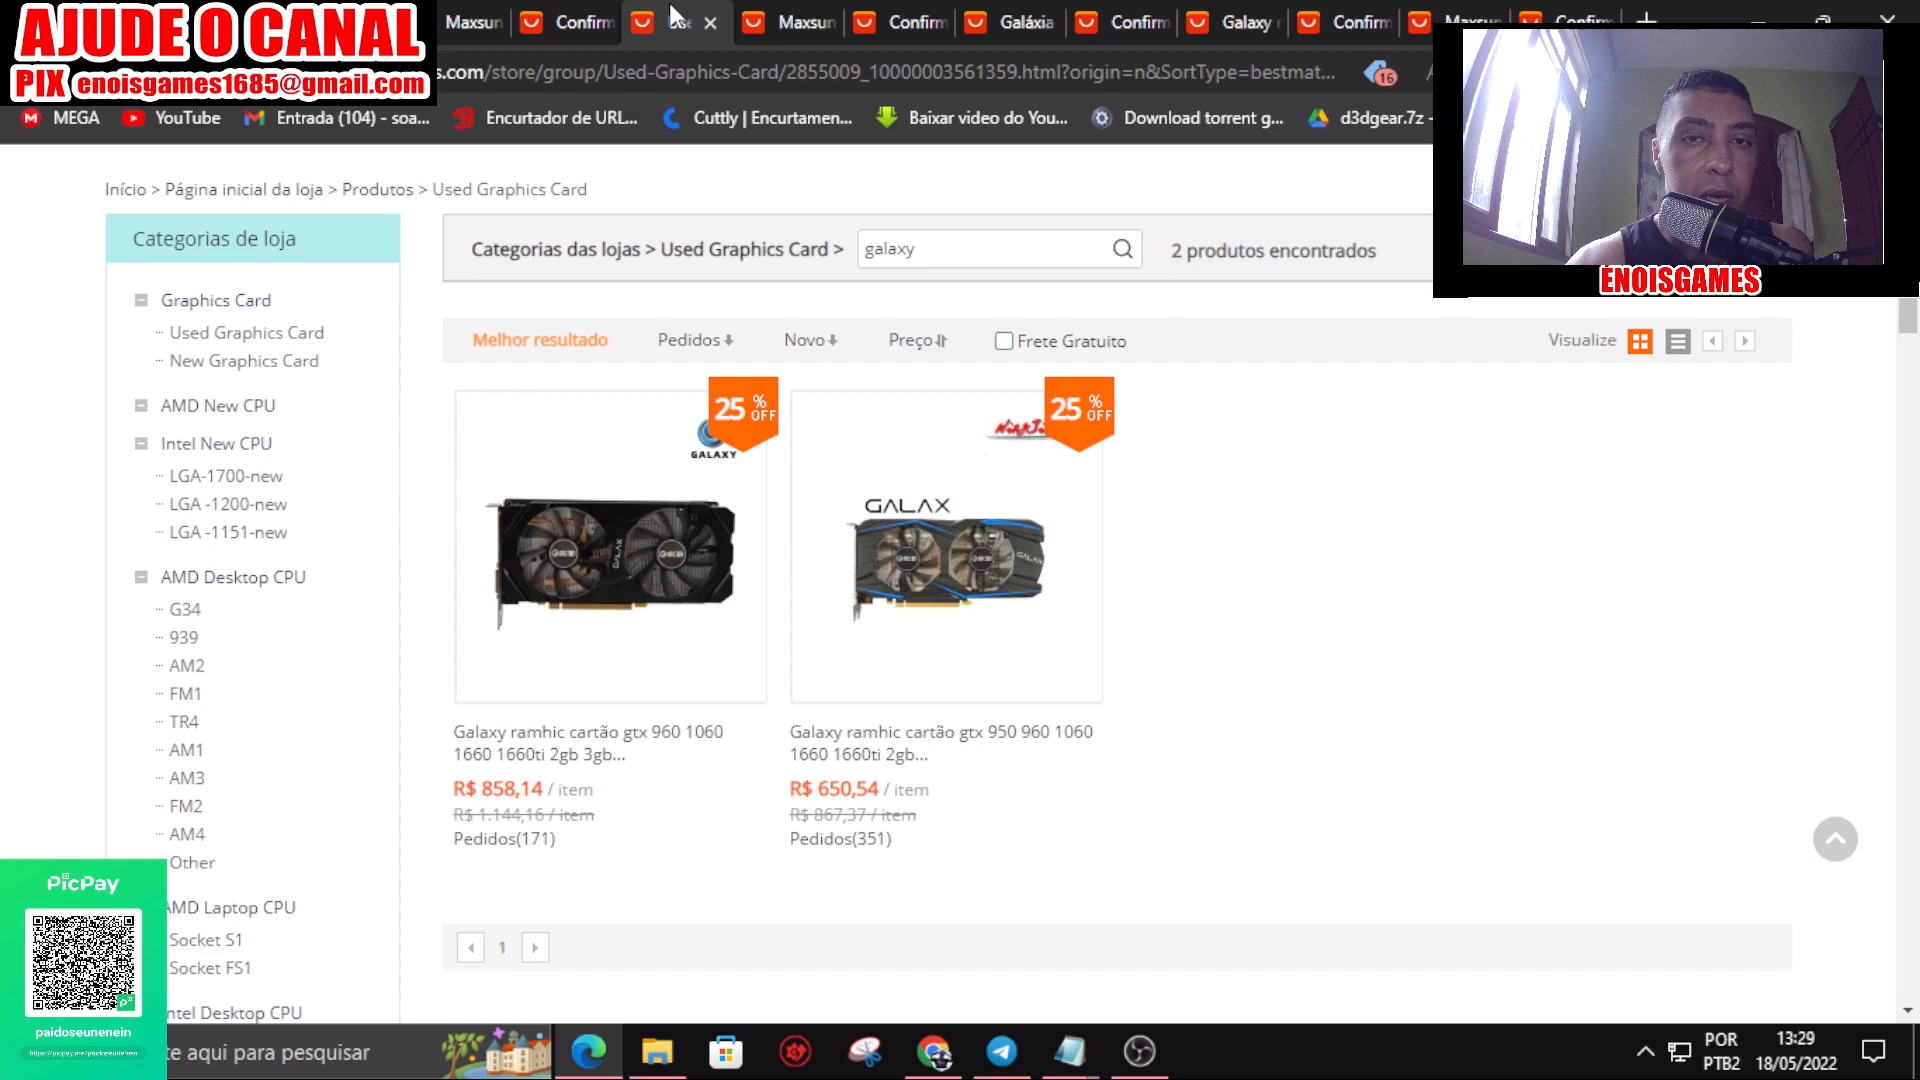 AJUDE O CANAL
PIX enoisgames1685@gmail.com
Maxsun
Confirm
Maxsun
Confirm
Galáxia
Confirm
Galaxy
Confirm
s.com/store/group/Used-Graphics-Card/2855009_10000003561359.html?origin=n&SortType=bestmat...
16
MEGA
YouTube
Entrada (104) - soa...
Encurtador de URL...
Cuttly | Encurtamen...
Baixar video do You...
Download torrent g...
d3dgear.7z -
ENOISGAMES
Início > Página inicial da loja > Produtos > Used Graphics Card
Categorias de loja
Graphics Card
Used Graphics Card
New Graphics Card
AMD New CPU
Intel New CPU
LGA-1700-new
LGA -1200-new
LGA -1151-new
AMD Desktop CPU
G34
939
AM2
FM1
TR4
AM1
AM3
FM2
AM4
Other
AMD Laptop CPU
Socket S1
Socket FS1
ntel Desktop CPU
Categorias das lojas > Used Graphics Card >
galaxy
2 produtos encontrados
Melhor resultado
Pedidos
Novo
Preço
Frete Gratuito
Visualize
25 % OFF
GALAXY
25 % OFF
GALAX
Galaxy ramhic cartão gtx 960 1060
1660 1660ti 2gb 3gb...
R$ 858,14 / item
R$ 1.144,16 / item
Pedidos(171)
Galaxy ramhic cartão gtx 950 960 1060
1660 1660ti 2gb...
R$ 650,54 / item
R$ 867,37 / item
Pedidos(351)
1
PicPay
paidoseunenein
https://picpay.me/paidoseunenein
te aqui para pesquisar
POR
PTB2
13:29
18/05/2022